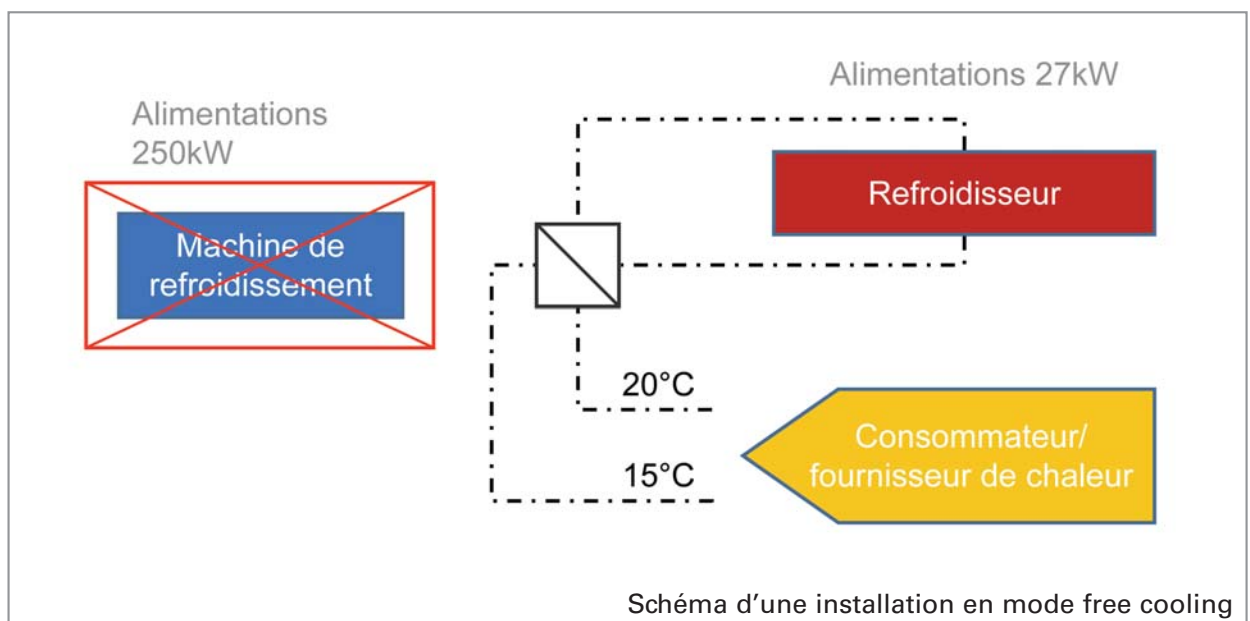 Alimentations 27kW
Alimentations
250kW
Refroidisseur
Machine de
refroidissement
20°C
15°C
Consommateur/
fournisseur de chaleur
Schéma d’une installation en mode free cooling